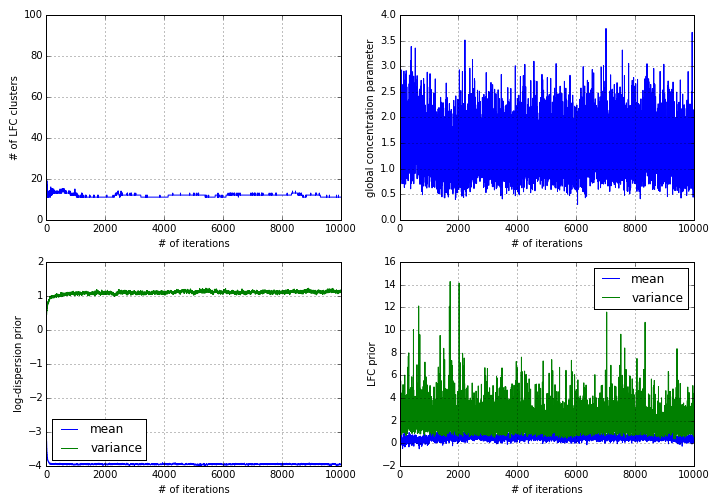 100
80
60
40
20
0
# of LFC clusters
0 2000 4000 6000 8000 10000
# of iterations
4.0
3.5
3.0
2.5
2.0
1.5
1.0
0.5
0.0
global concentration parameter
0 2000 4000 6000 8000 10000
# of iterations
2
1
0
−1
−2
−3
−4
log-dispersion prior
mean
variance
0 2000 4000 6000 8000 10000
# of iterations
16
14
12
10
8
6
4
2
0
−2
LFC prior
mean
variance
0 2000 4000 6000 8000 10000
# of iterations